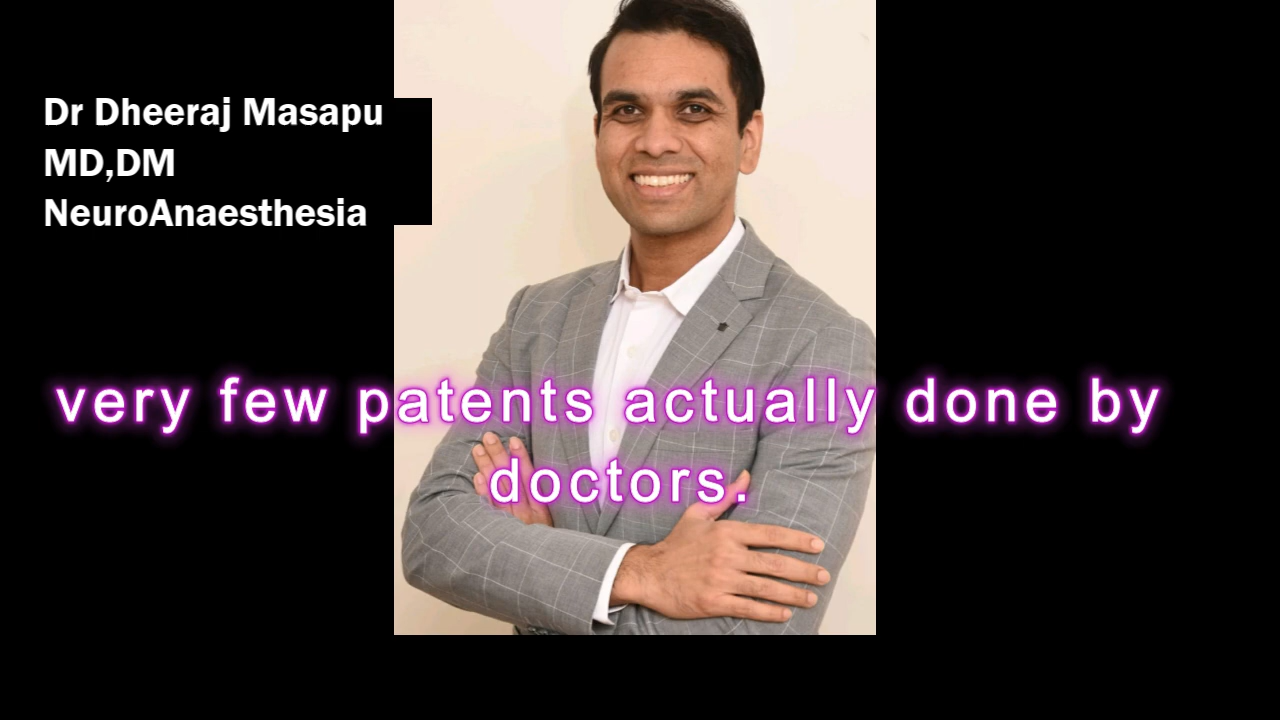 Dr Dheeraj Masapu
MD,DM
NeuroAnaesthesia
very few patents actually done by
doctors.